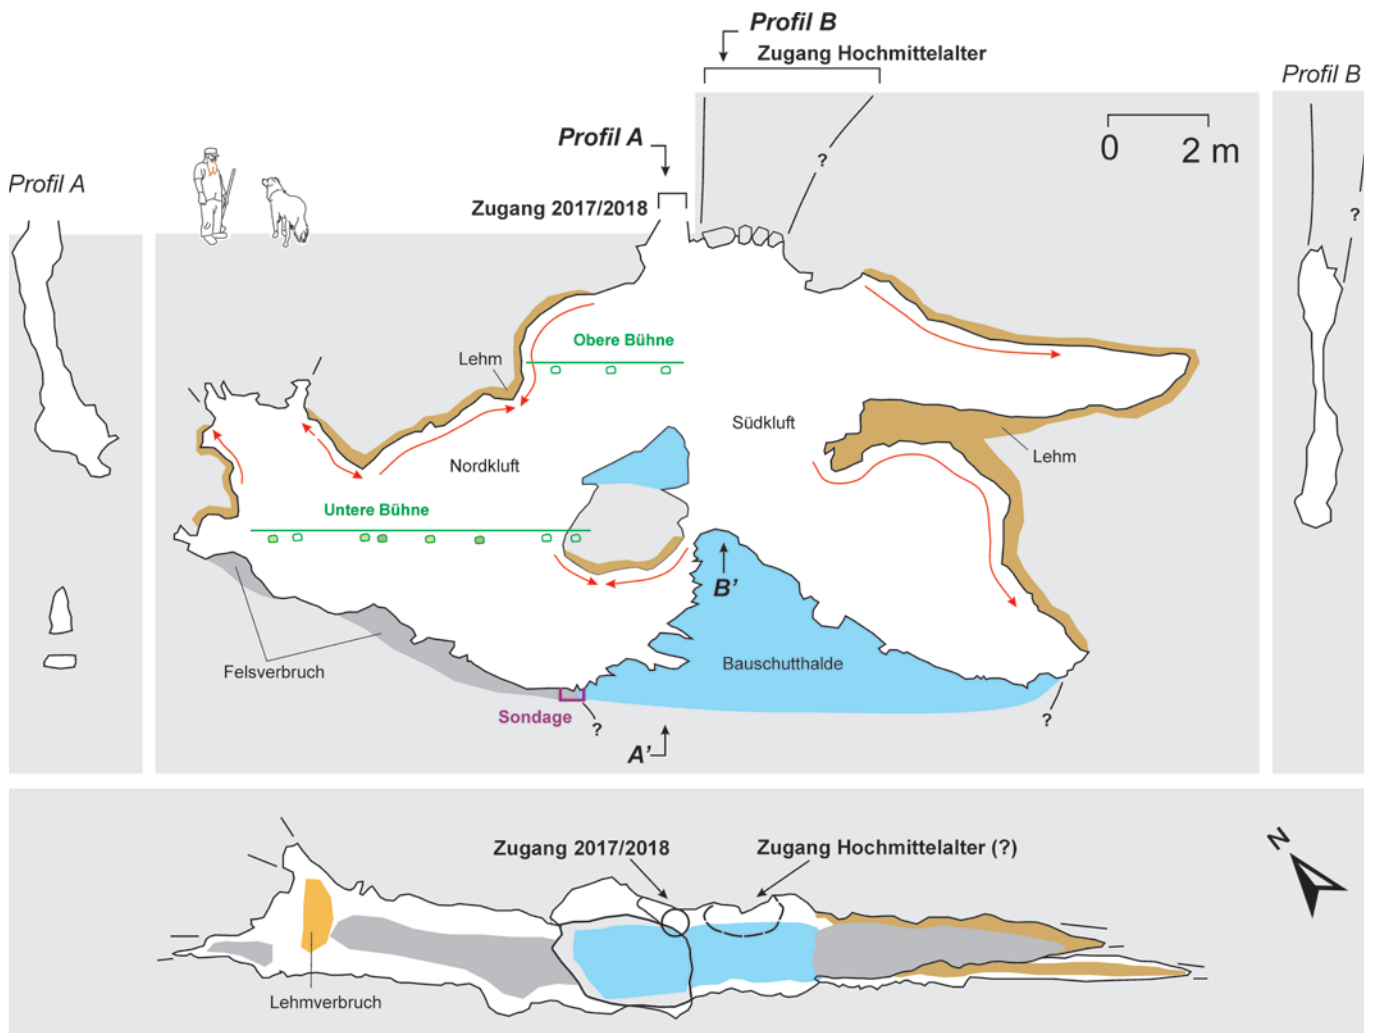 Profil B
Zugang Hochmittelalter
Profil B
Profil A
0 2 m
?
Profil A
Zugang 2017/2018
?
Obere Bühne
Lehm
Südkluft
Lehm
Nordkluft
Untere Bühne
B'
Bauschutthalde
Felsverbruch
Sondage
?
?
A'
N
Zugang 2017/2018
Zugang Hochmittelalter (?)
Lehmverbruch